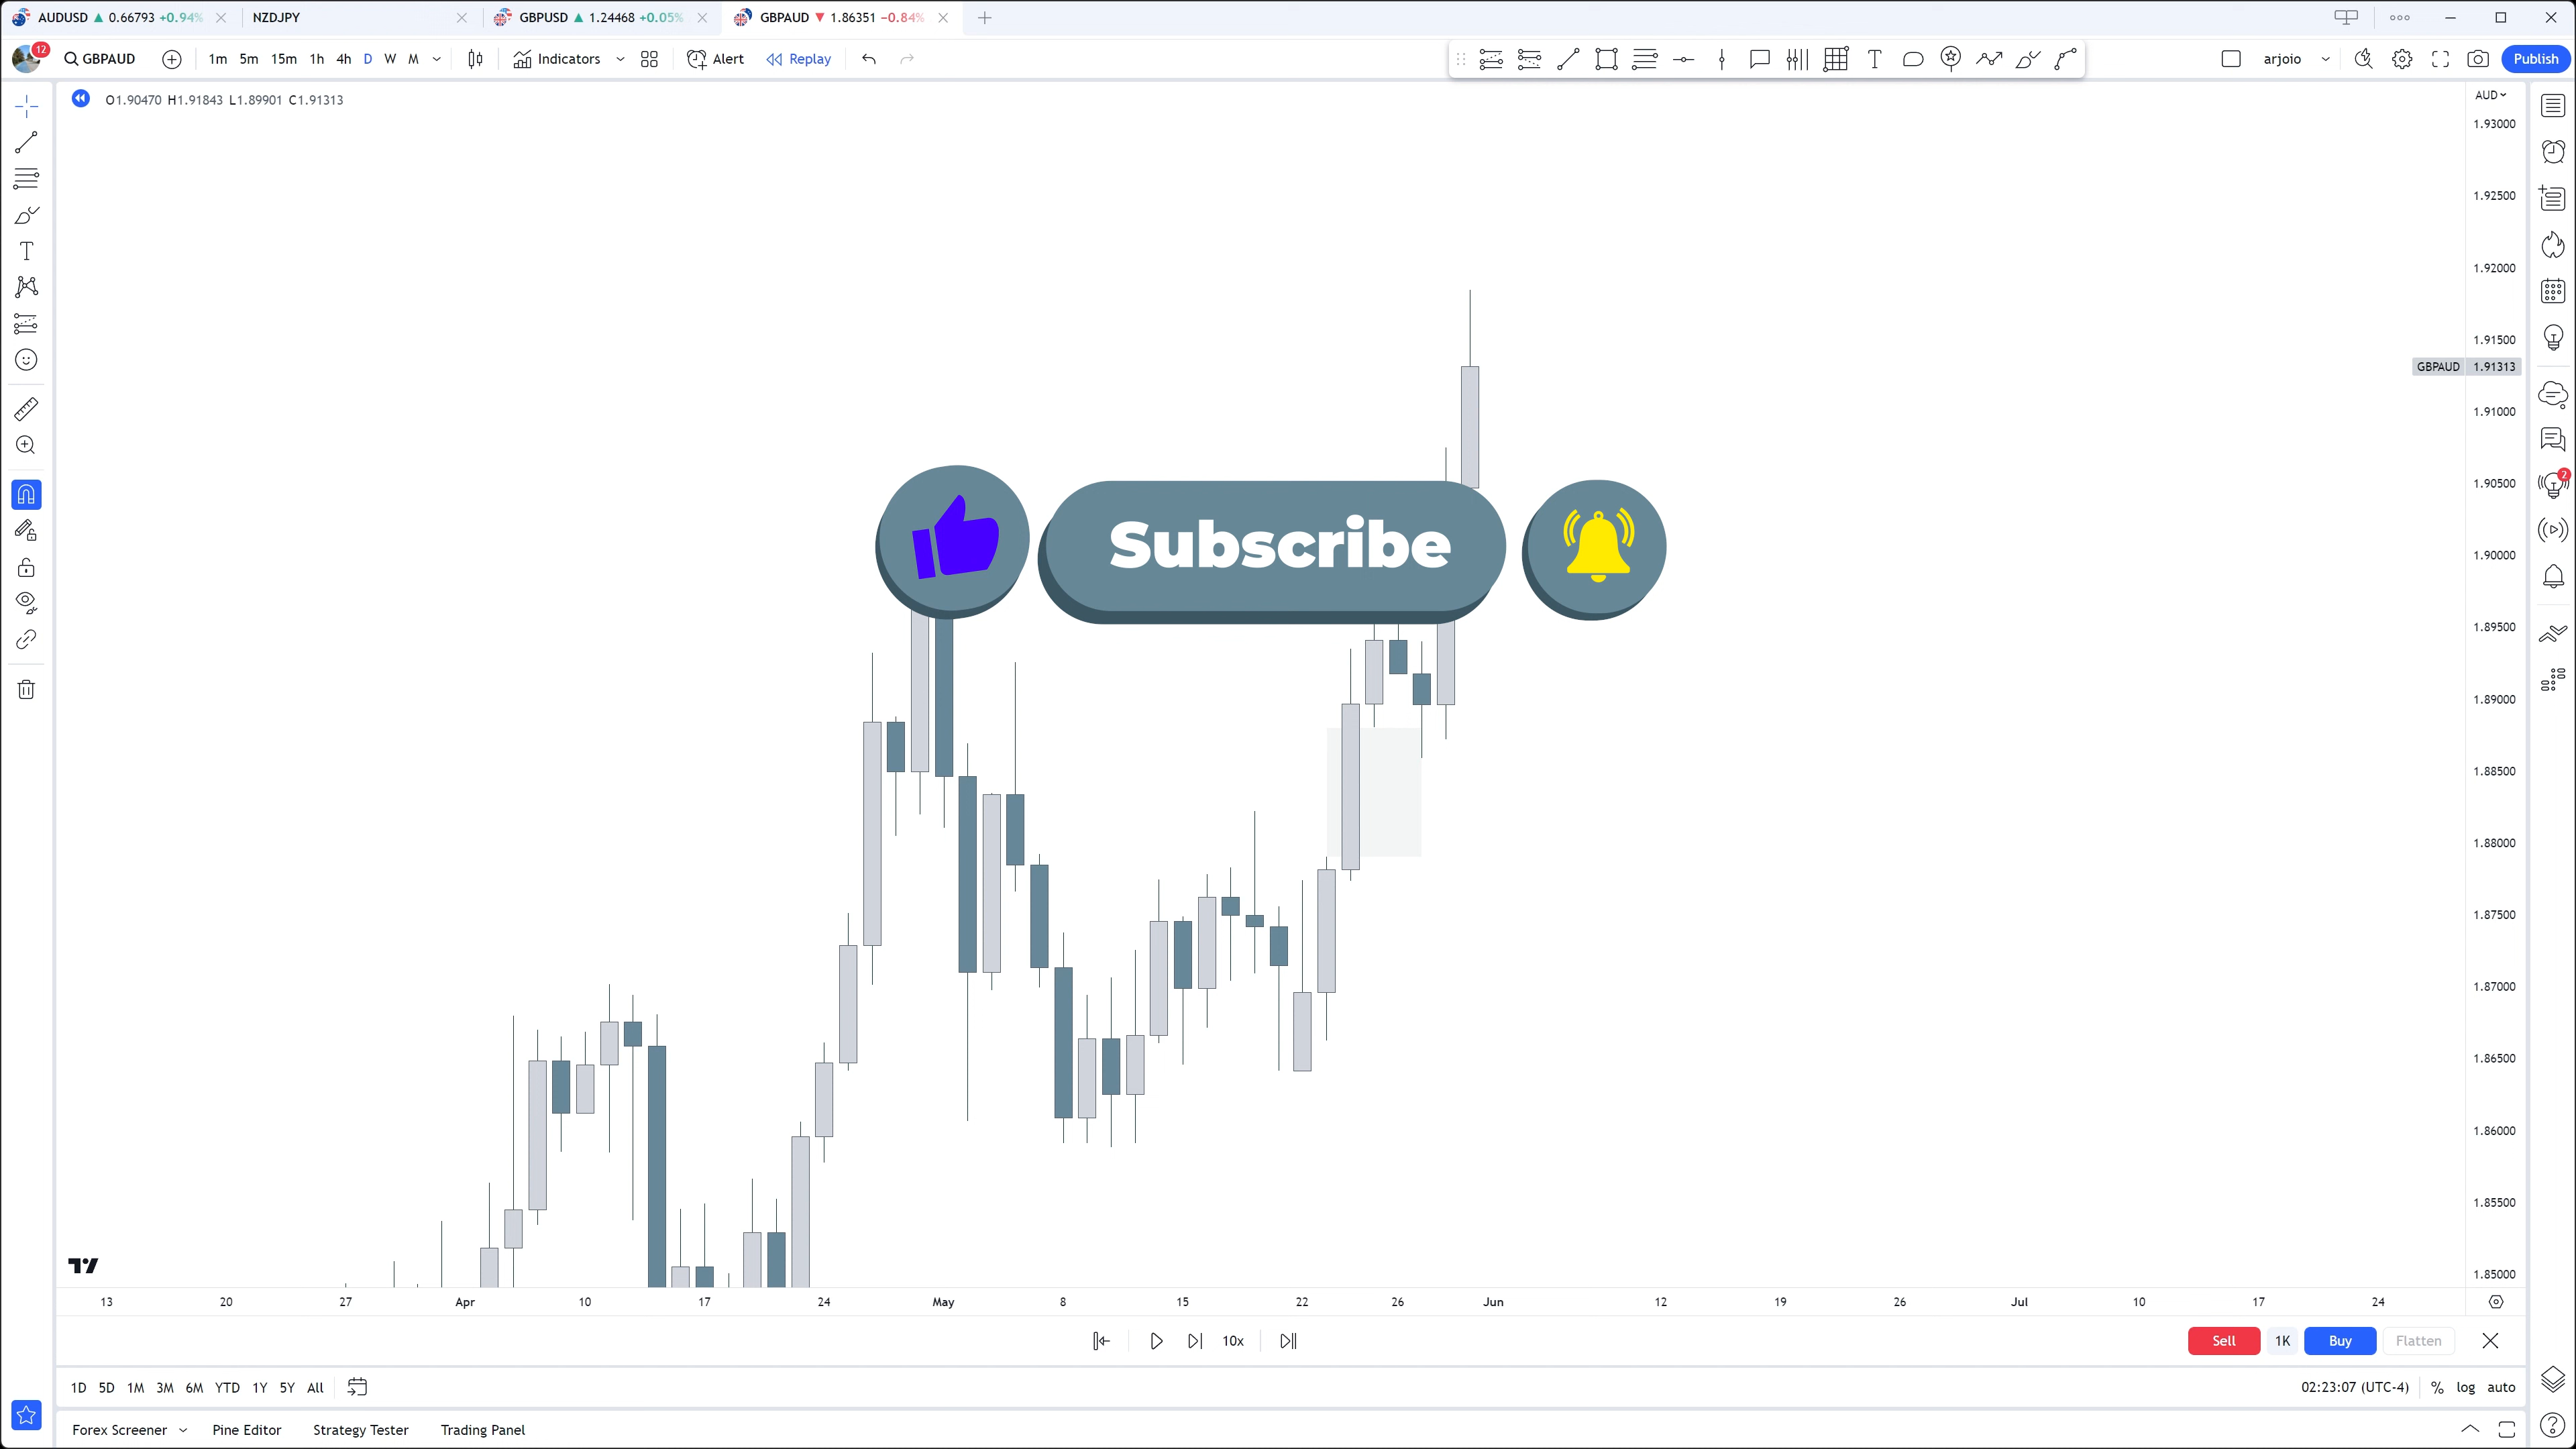 AUDUSD ▲ 0.66793 +0.94%
NZDJPY
GBPUSD ▲ 1.24468 +0.05%
GBPAUD ▼ 1.86351 −0.84%
12
GBPAUD
1m 5m 15m 1h 4h D W M
Indicators
Alert
Replay
T
arjoio
Publish
O1.90470 H1.91843 L1.89901 C1.91313
AUD
1.93000
1.92500
1.92000
1.91500
GBPAUD 1.91313
1.91000
1.90500
1.90000
1.89500
1.89000
1.88500
1.88000
1.87500
1.87000
1.86500
1.86000
1.85500
1.85000
Subscribe
2
13 20 27 Apr 10 17 24 May 8 15 22 26 Jun 12 19 26 Jul 10 17 24
10x
Sell 1K Buy Flatten
1D 5D 1M 3M 6M YTD 1Y 5Y All
02:23:07 (UTC-4) % log auto
Forex Screener Pine Editor Strategy Tester Trading Panel